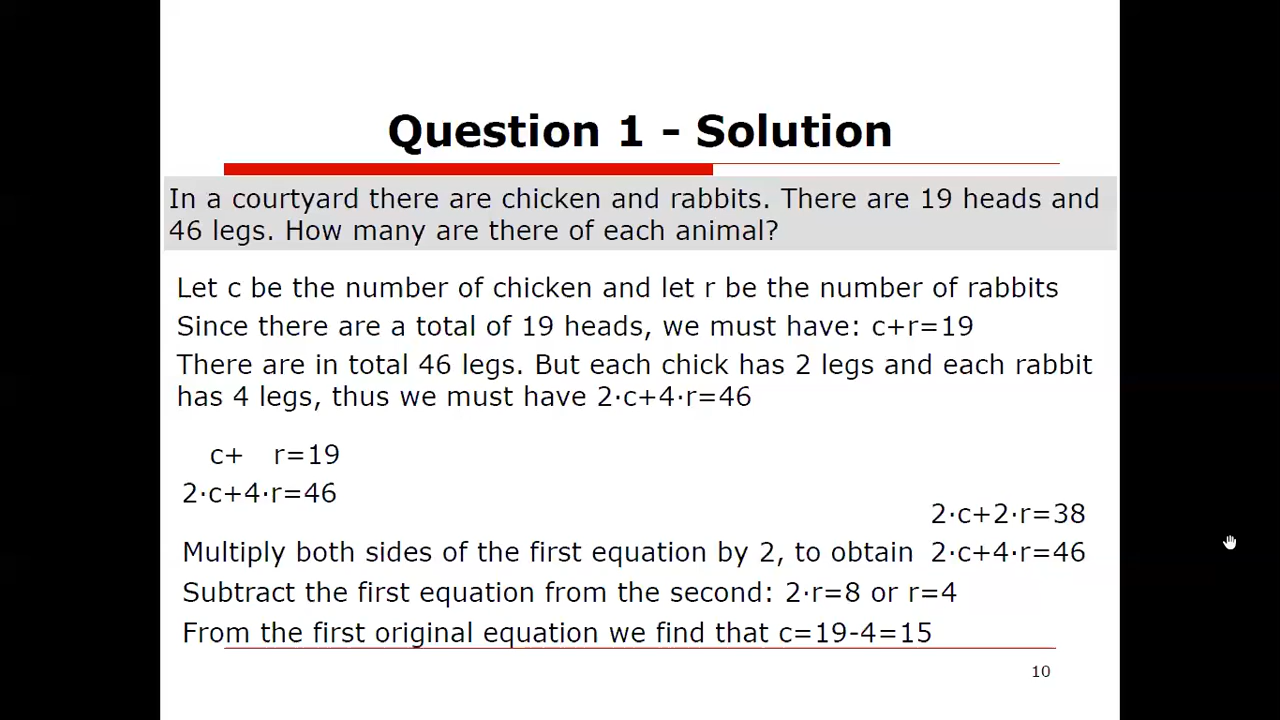 Question 1 - Solution
In a courtyard there are chicken and rabbits. There are 19 heads and
46 legs. How many are there of each animal?
Let c be the number of chicken and let r be the number of rabbits
Since there are a total of 19 heads, we must have: c+r=19
There are in total 46 legs. But each chick has 2 legs and each rabbit
has 4 legs, thus we must have 2·c+4·r=46
c+ r=19
2·c+4·r=46
2·c+2·r=38
Multiply both sides of the first equation by 2, to obtain 2·c+4·r=46
Subtract the first equation from the second: 2·r=8 or r=4
From the first original equation we find that c=19-4=15
10